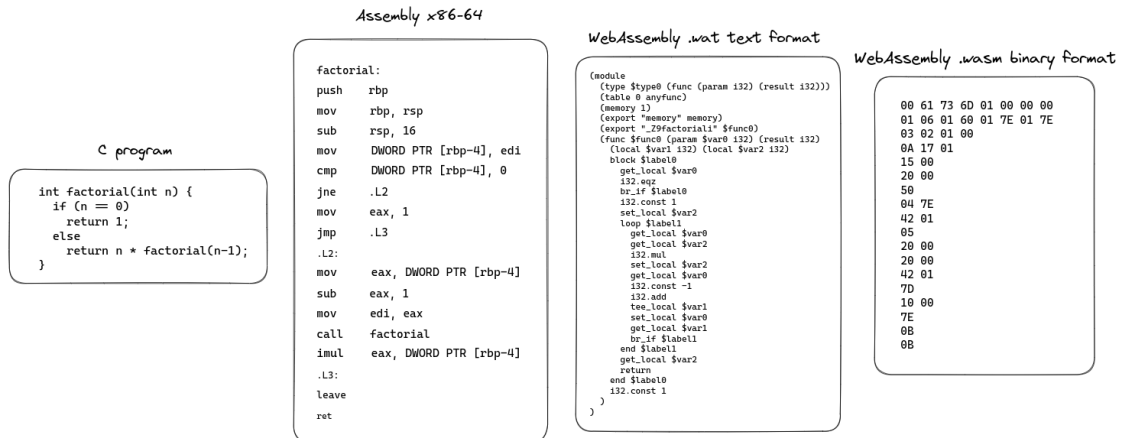 C program
int factorial(int n) {
if (n == 0)
return 1;
else
return n * factorial(n-1);
}
Assembly x86-64
factorial:
push rbp
mov rbp, rsp
sub rsp, 16
mov DWORD PTR [rbp-4], edi
cmp DWORD PTR [rbp-4], 0
jne .L2
mov eax, 1
jmp .L3
.L2:
mov eax, DWORD PTR [rbp-4]
sub eax, 1
mov edi, eax
call factorial
imul eax, DWORD PTR [rbp-4]
.L3:
leave
ret
WebAssembly .wat text format
(module
(type $type0 (func (param i32) (result i32)))
(table 0 anyfunc)
(memory 1)
(export "memory" memory)
(export "_Z9factoriali" $func0)
(func $func0 (param $var0 i32) (result i32)
(local $var1 i32) (local $var2 i32)
block $label0
get_local $var0
i32.eqz
br_if $label0
i32.const 1
set_local $var2
loop $label1
get_local $var0
get_local $var2
i32.mul
set_local $var2
get_local $var0
i32.const -1
i32.add
tee_local $var1
set_local $var0
get_local $var1
br_if $label1
end $label1
get_local $var2
return
end $label0
i32.const 1
)
)
WebAssembly .wasm binary format
00 61 73 6D 01 00 00 00
01 06 01 60 01 7E 01 7E
03 02 01 00
0A 17 01
15 00
20 00
50
04 7E
42 01
05
20 00
20 00
42 01
7D
10 00
7E
0B
0B